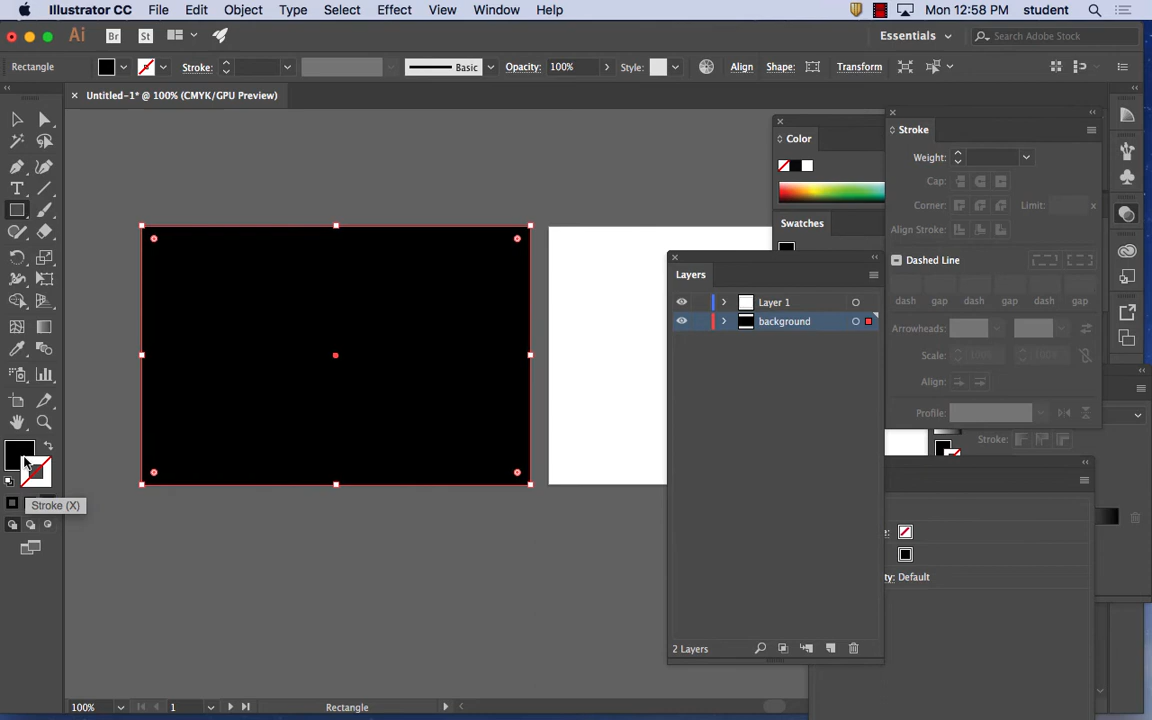 Illustrator CC File Edit Object Type Select Effect View Window Help Mon 12:58 PM student
Ai Br St Essentials Search Adobe Stock
Rectangle Stroke: Basic Opacity: 100% Style: Align Shape: Transform
× Untitled-1* @ 100% (CMYK/GPU Preview)
Color
Swatches
Stroke
Weight:
Cap:
Corner: Limit: x
Align Stroke:
Dashed Line
dash gap dash gap dash gap
Arrowheads:
Scale: 100% 100%
Align:
Profile:
Layers
Layer 1
background
2 Layers
Stroke:
Default
Stroke (X)
100% 1 Rectangle